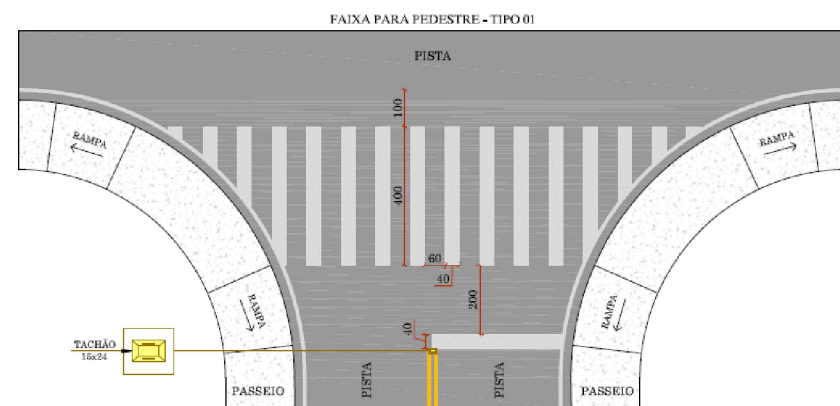 FAIXA PARA PEDESTRE - TIPO 01
PISTA
100
RAMPA
RAMPA
400
60
40
200
RAMPA
RAMPA
40
TACHÃO
15x24
PISTA
PISTA
PASSEIO
PASSEIO